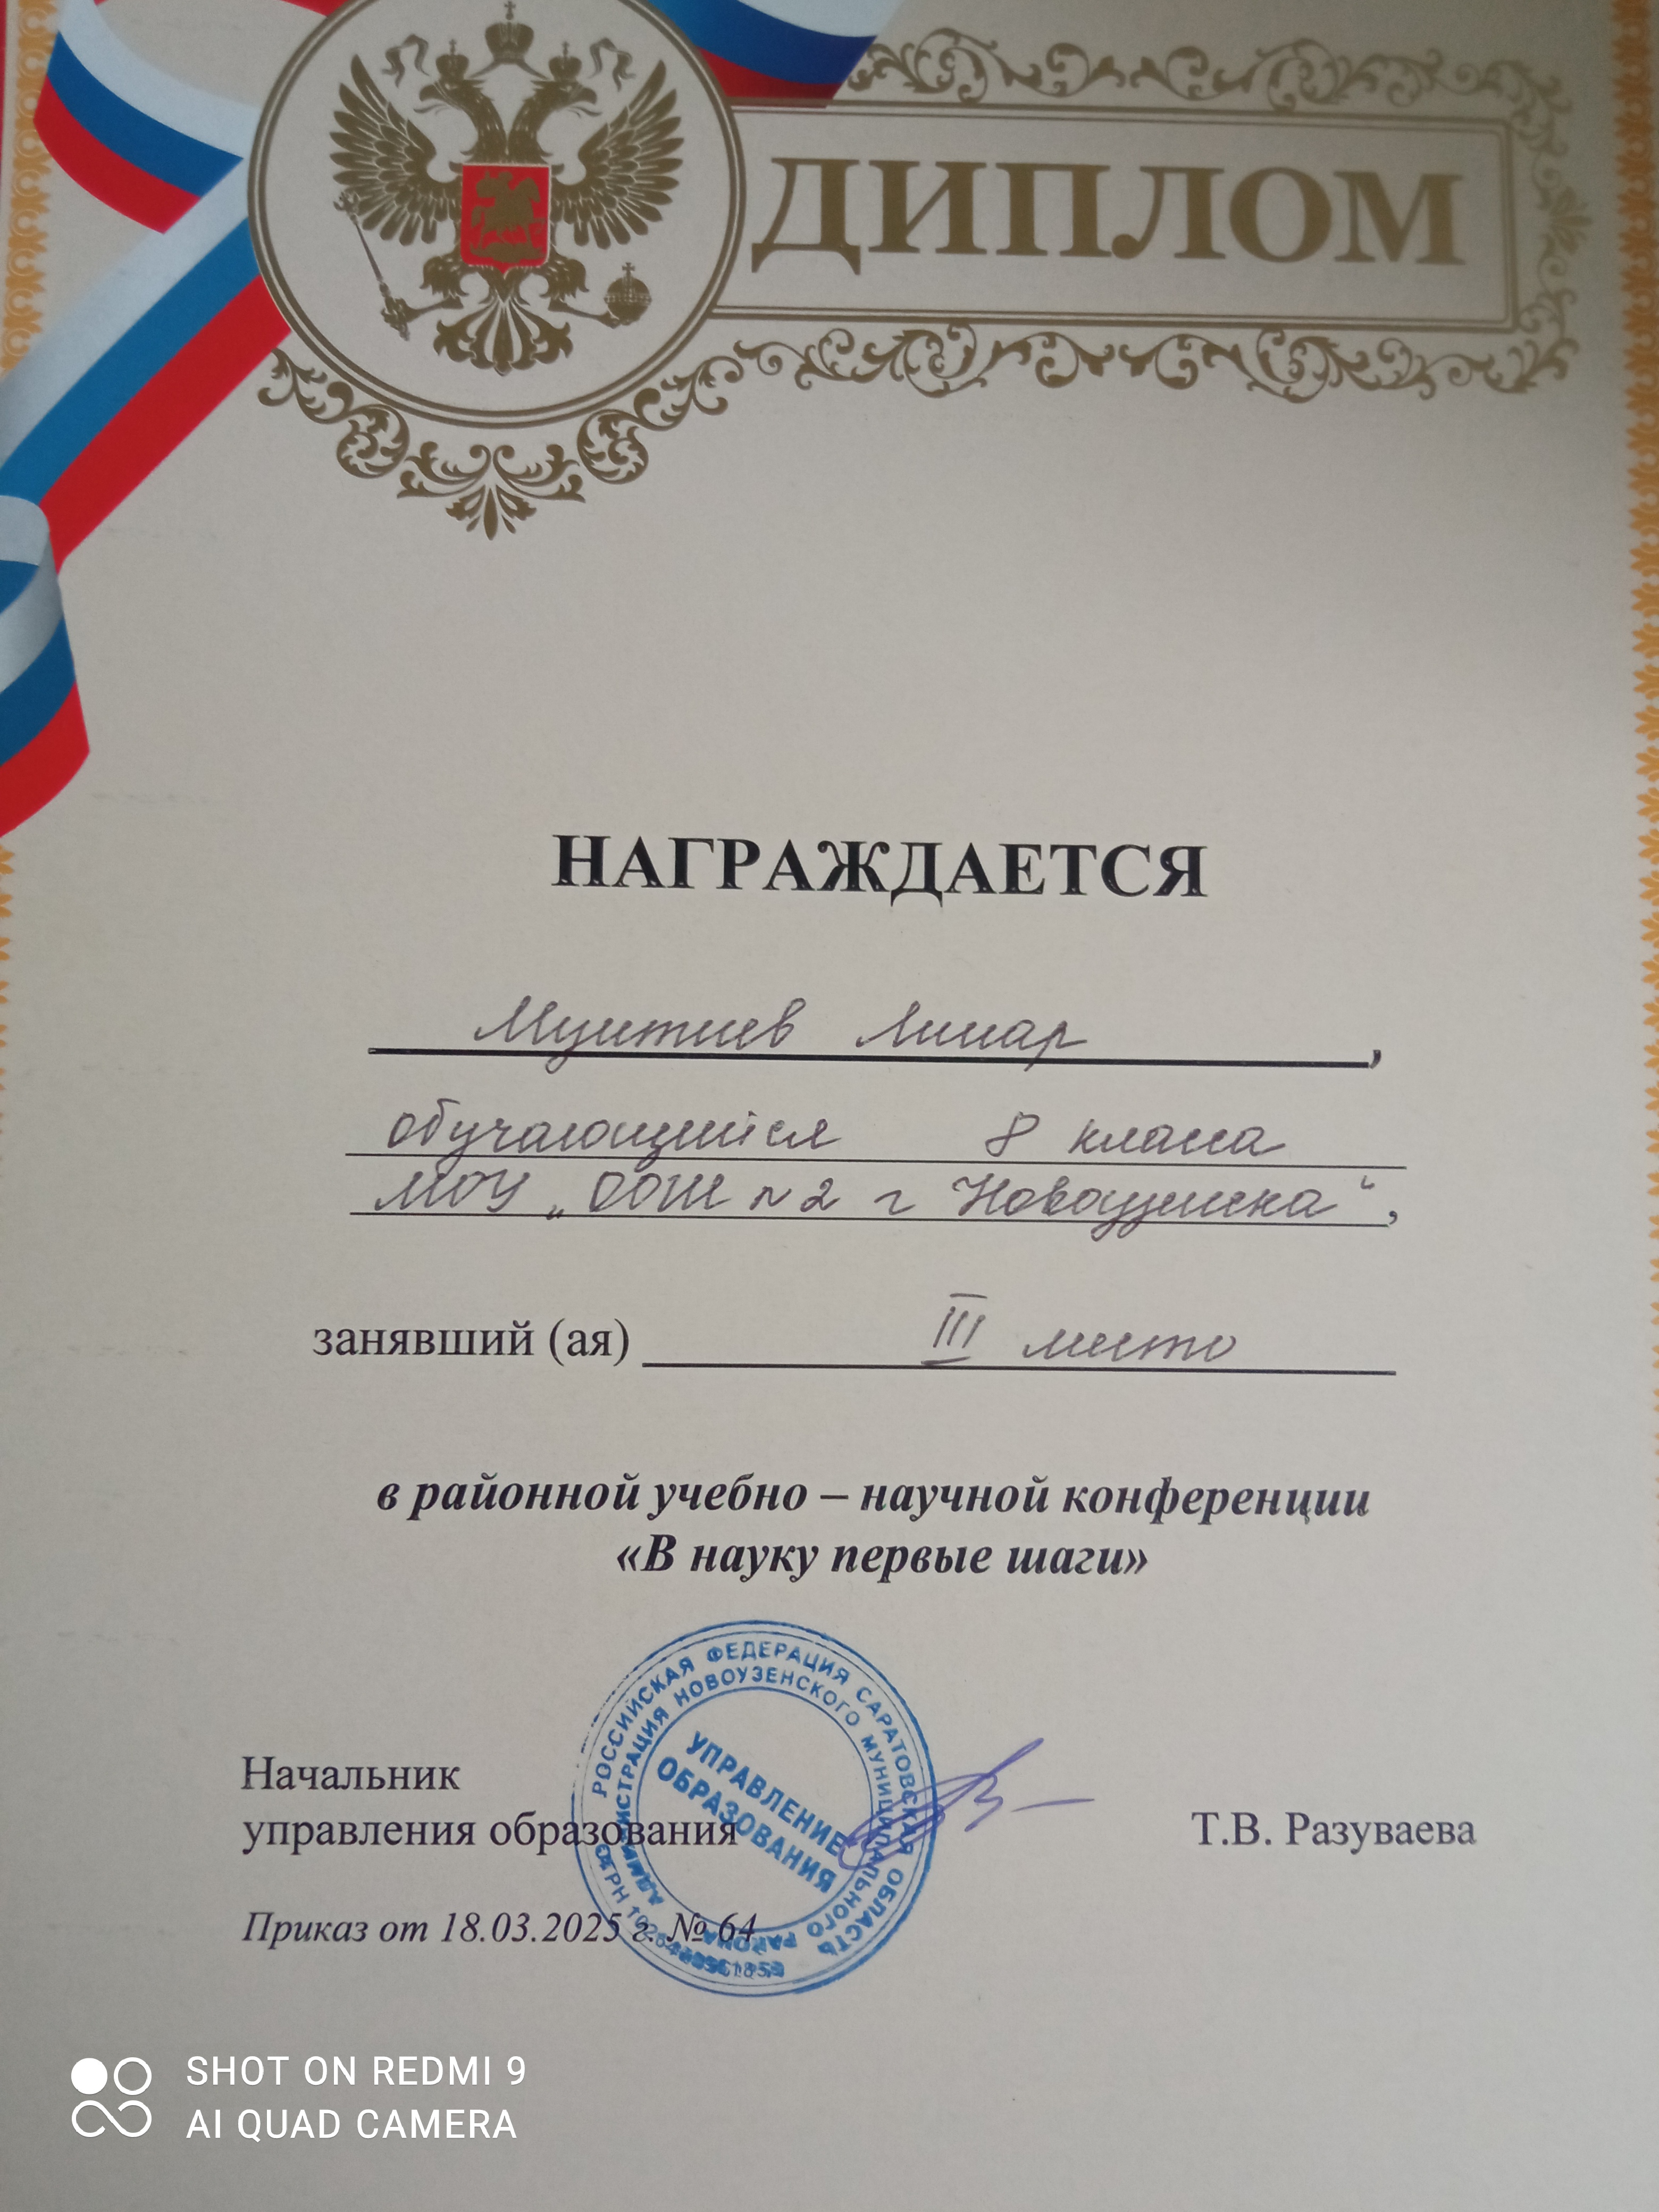 ДИПЛОМ
НАГРАЖДАЕТСЯ
,
обучающийся 8 класса
МОУ „ООШ №2 г Новоузенска“,
занявший (ая) III место
в районной учебно – научной конференции
«В науку первые шаги»
РОССИЙСКАЯ ФЕДЕРАЦИЯ САРАТОВСКАЯ ОБЛАСТЬ
АДМИНИСТРАЦИЯ НОВОУЗЕНСКОГО МУНИЦИПАЛЬНОГО РАЙОНА
УПРАВЛЕНИЕ
ОБРАЗОВАНИЯ
Начальник
управления образования Т.В. Разуваева
Приказ от 18.03.2025 г. № 64
SHOT ON REDMI 9
AI QUAD CAMERA